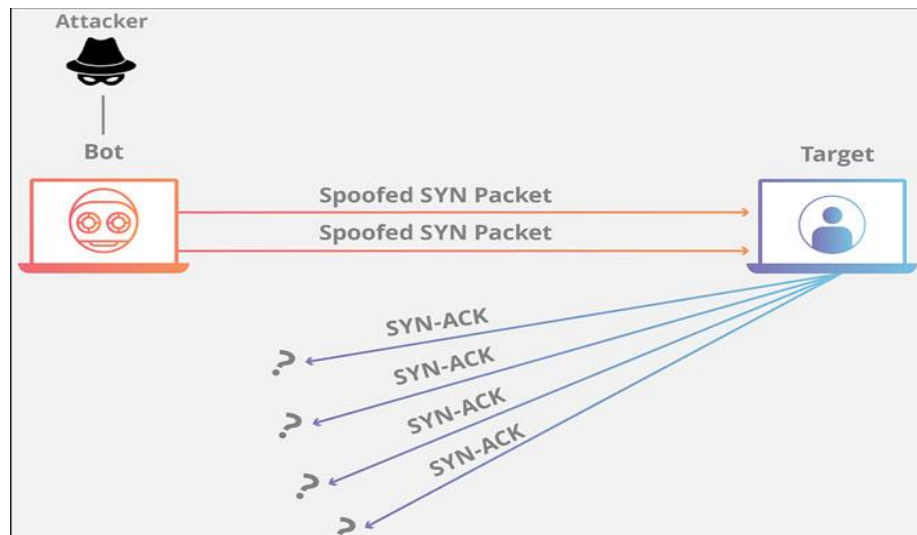 Attacker
Bot
Target
Spoofed SYN Packet
Spoofed SYN Packet
SYN-ACK
?
SYN-ACK
?
SYN-ACK
?
SYN-ACK
?